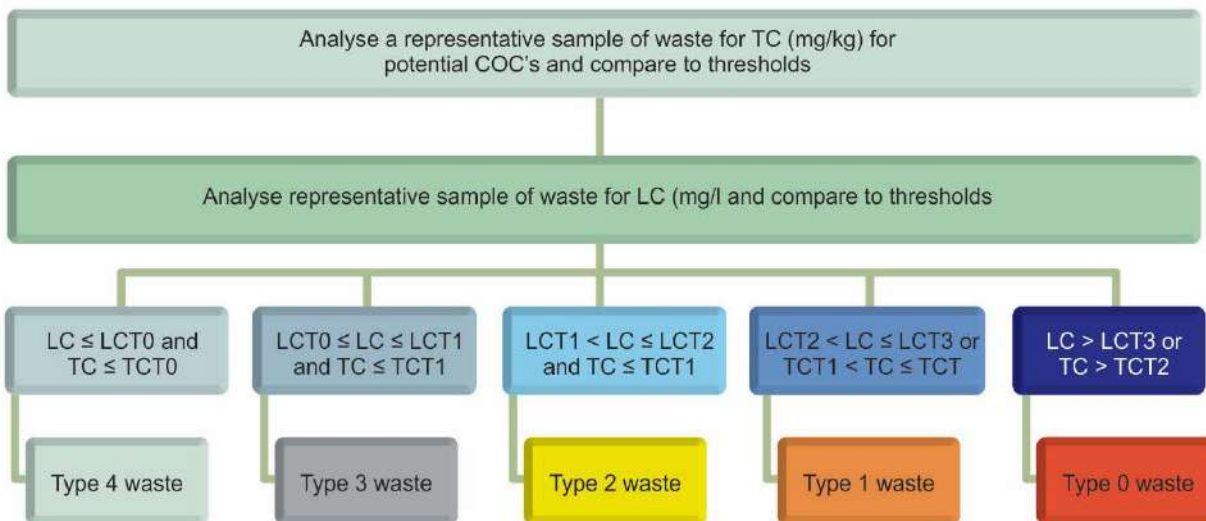 Analyse a representative sample of waste for TC (mg/kg) for
potential COC's and compare to thresholds
Analyse representative sample of waste for LC (mg/l and compare to thresholds
LC ≤ LCT0 and
TC ≤ TCT0
LCT0 ≤ LC ≤ LCT1
and TC ≤ TCT1
LCT1 < LC ≤ LCT2
and TC ≤ TCT1
LCT2 < LC ≤ LCT3 or
TCT1 < TC ≤ TCT
LC > LCT3 or
TC > TCT2
Type 4 waste
Type 3 waste
Type 2 waste
Type 1 waste
Type 0 waste